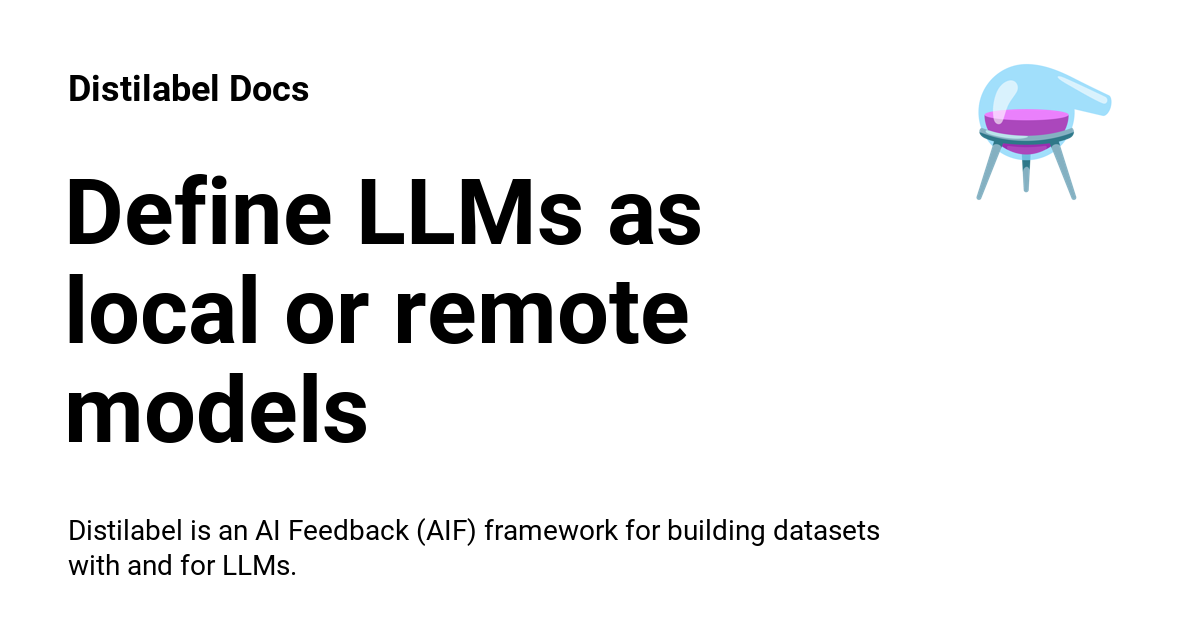 Distilabel Docs
Define LLMs as
local or remote
models
Distilabel is an AI Feedback (AIF) framework for building datasets
with and for LLMs.